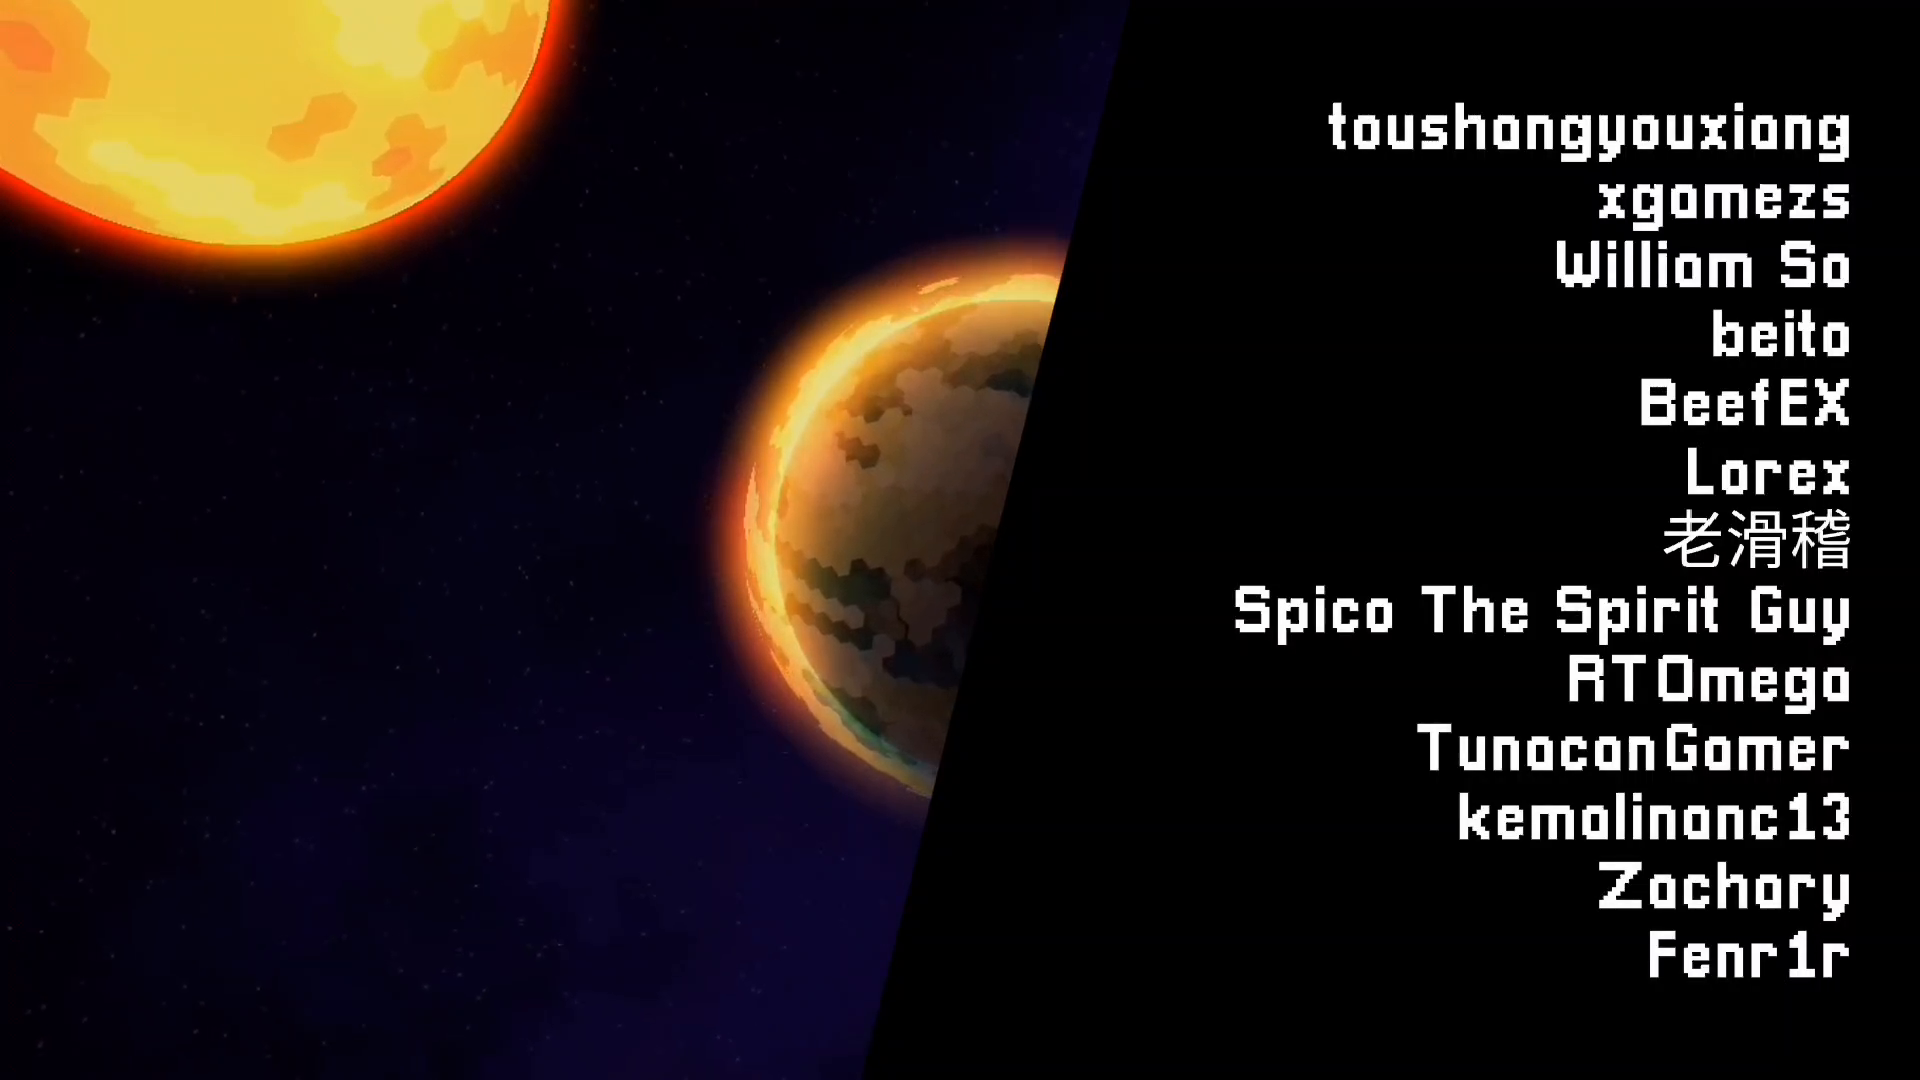 toushangyouxiang
xgamezs
William So
beito
BeefEX
Lorex
老滑稽
Spico The Spirit Guy
RTOmega
TunacanGamer
kemalinanc13
Zachary
Fenr1r